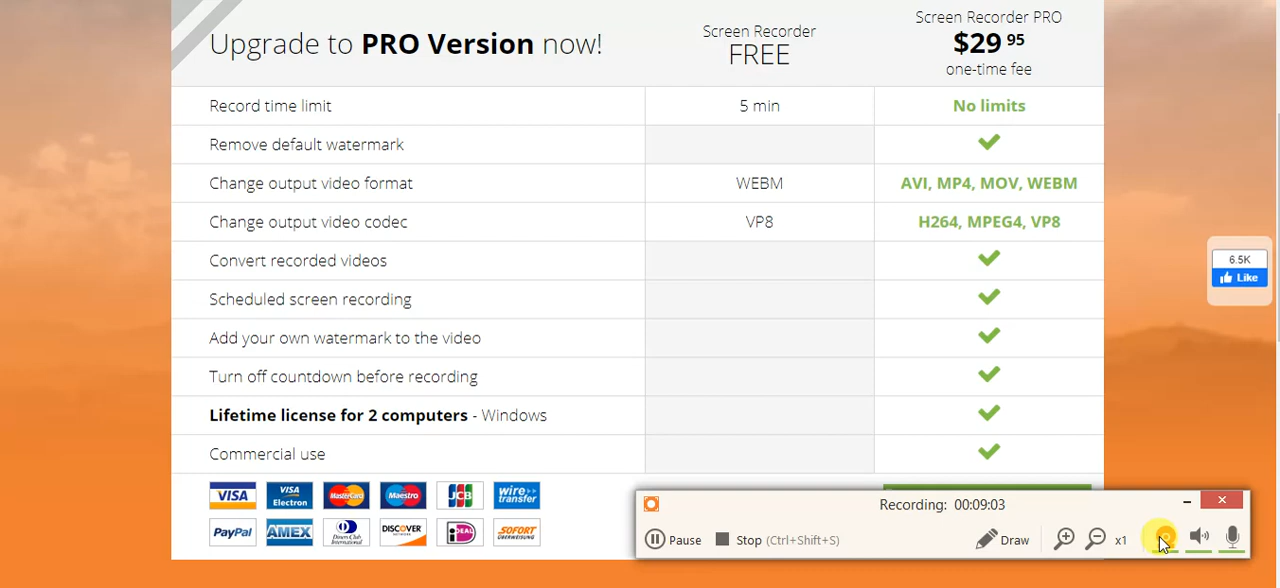 Upgrade to PRO Version now!
Screen Recorder
FREE
Screen Recorder PRO
$29 95
one-time fee
Record time limit
5 min
No limits
Remove default watermark
Change output video format
WEBM
AVI, MP4, MOV, WEBM
Change output video codec
VP8
H264, MPEG4, VP8
Convert recorded videos
Scheduled screen recording
Add your own watermark to the video
Turn off countdown before recording
Lifetime license for 2 computers - Windows
Commercial use
6.5K
Like
VISA
VISA
Electron
MasterCard
Maestro
JCB
wire
transfer
PayPal
AMEX
Diners Club
International
DISCOVER
iDEAL
SOFORT
ÜBERWEISUNG
Recording: 00:09:03
Pause
Stop (Ctrl+Shift+S)
Draw
x1